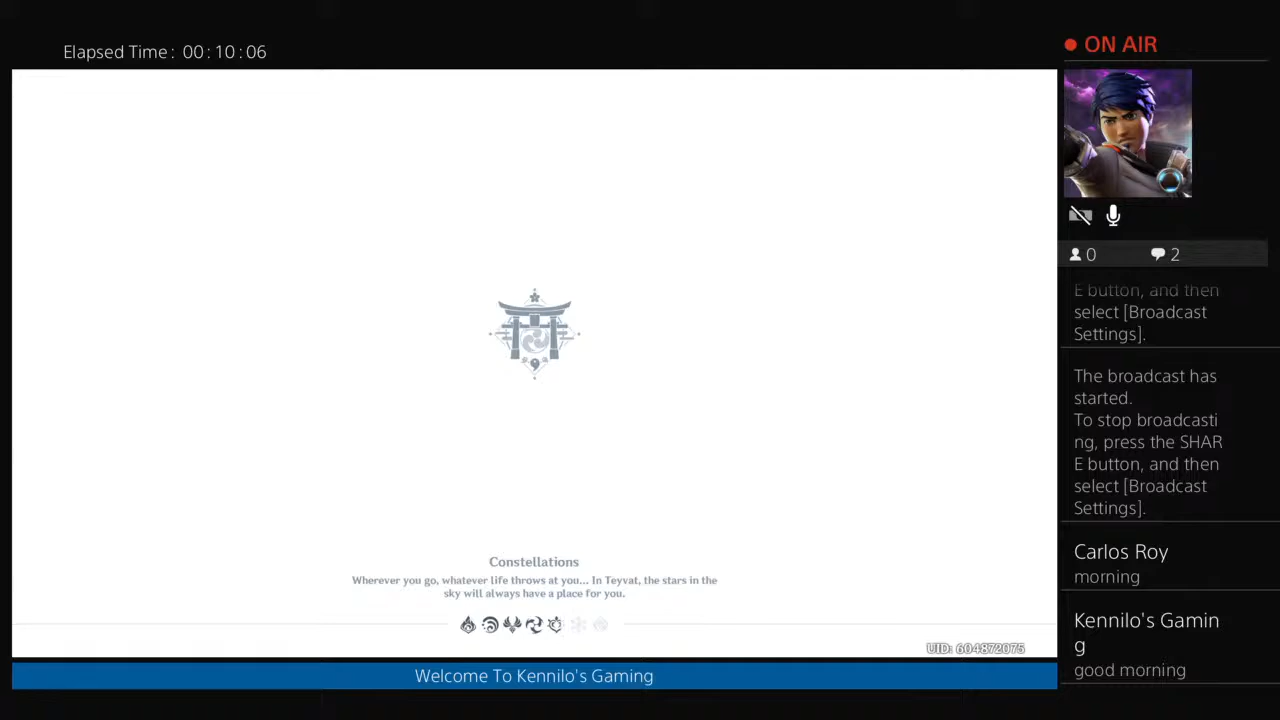 Elapsed Time: 00:10:06
ON AIR
0
2
E button, and then
select [Broadcast
Settings].
The broadcast has
started.
To stop broadcasti
ng, press the SHAR
E button, and then
select [Broadcast
Settings].
Carlos Roy
morning
Kennilo's Gamin
g
good morning
Constellations
Wherever you go, whatever life throws at you... In Teyvat, the stars in the
sky will always have a place for you.
UID: 604872075
Welcome To Kennilo's Gaming